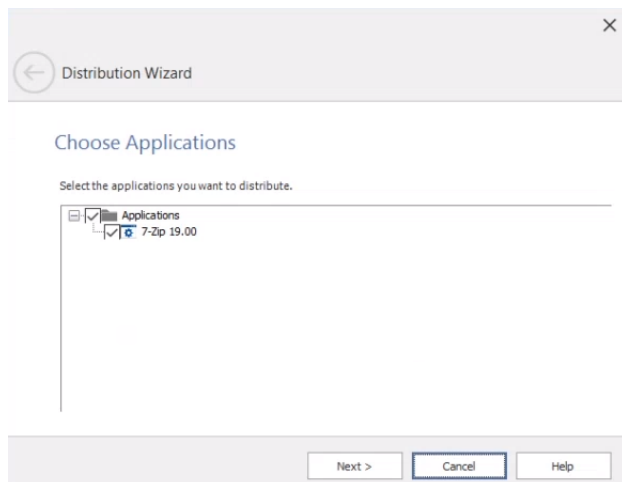 Distribution Wizard
Choose Applications
Select the applications you want to distribute.
Applications
7-Zip 19.00
Next >
Cancel
Help